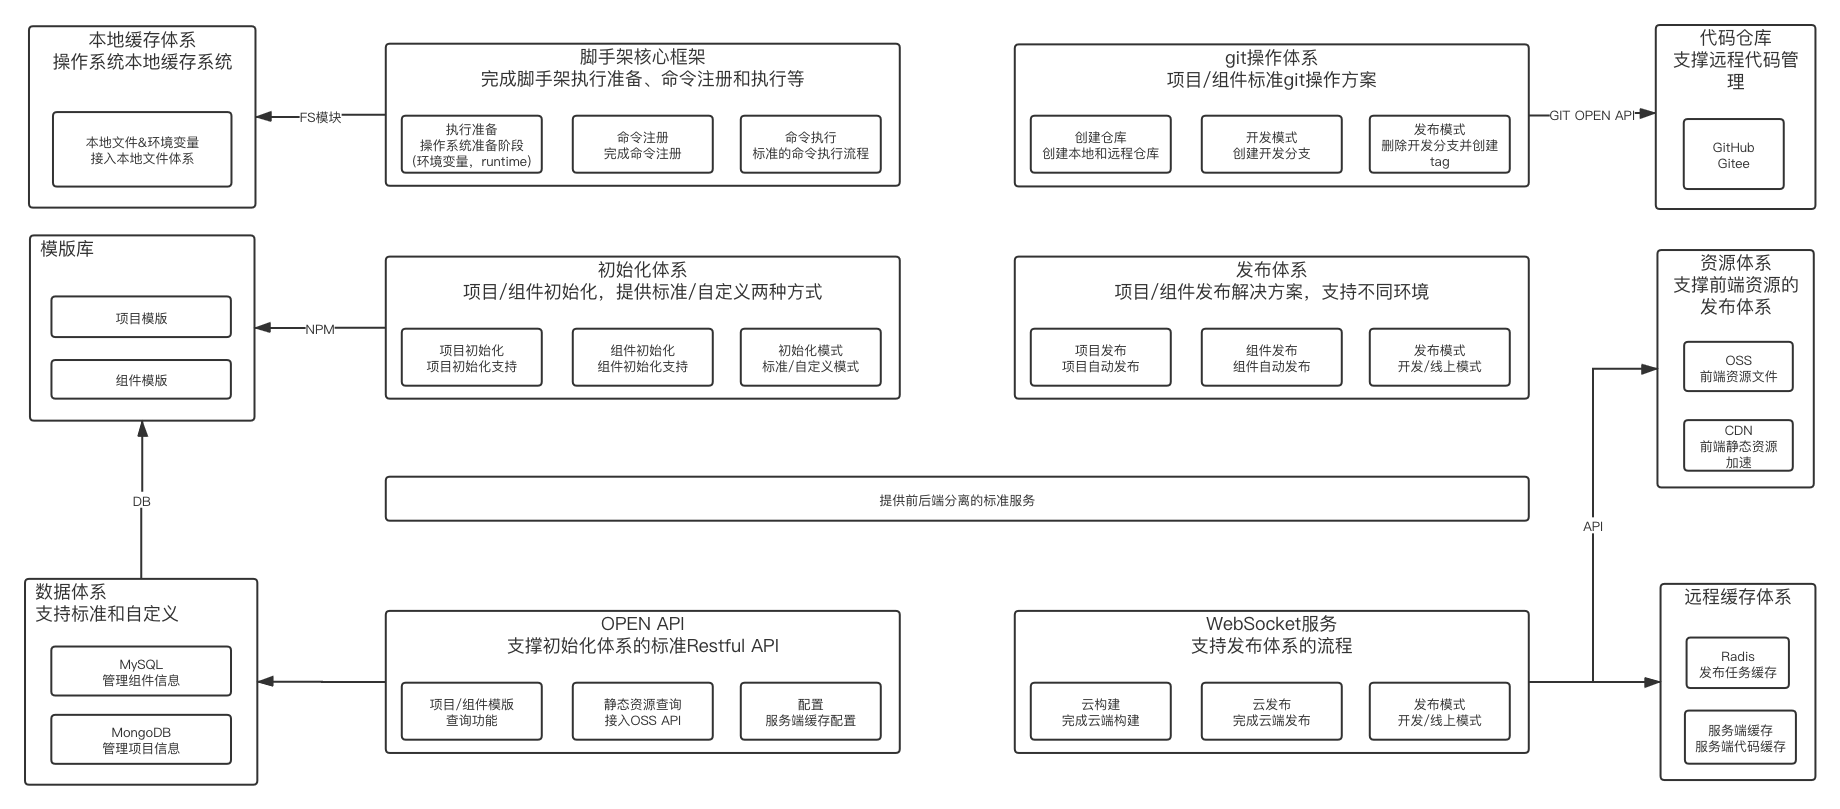 本地缓存体系
操作系统本地缓存系统
本地文件&环境变量
接入本地文件体系
FS模块
脚手架核心框架
完成脚手架执行准备、命令注册和执行等
执行准备
操作系统准备阶段
(环境变量，runtime)
命令注册
完成命令注册
命令执行
标准的命令执行流程
git操作体系
项目/组件标准git操作方案
创建仓库
创建本地和远程仓库
开发模式
创建开发分支
发布模式
删除开发分支并创建
tag
GIT OPEN API
代码仓库
支撑远程代码管
理
GitHub
Gitee
模版库
项目模版
组件模版
NPM
初始化体系
项目/组件初始化，提供标准/自定义两种方式
项目初始化
项目初始化支持
组件初始化
组件初始化支持
初始化模式
标准/自定义模式
发布体系
项目/组件发布解决方案，支持不同环境
项目发布
项目自动发布
组件发布
组件自动发布
发布模式
开发/线上模式
资源体系
支撑前端资源的
发布体系
OSS
前端资源文件
CDN
前端静态资源
加速
DB
提供前后端分离的标准服务
API
数据体系
支持标准和自定义
MySQL
管理组件信息
MongoDB
管理项目信息
OPEN API
支撑初始化体系的标准Restful API
项目/组件模版
查询功能
静态资源查询
接入OSS API
配置
服务端缓存配置
WebSocket服务
支持发布体系的流程
云构建
完成云端构建
云发布
完成云端发布
发布模式
开发/线上模式
远程缓存体系
Radis
发布任务缓存
服务端缓存
服务端代码缓存